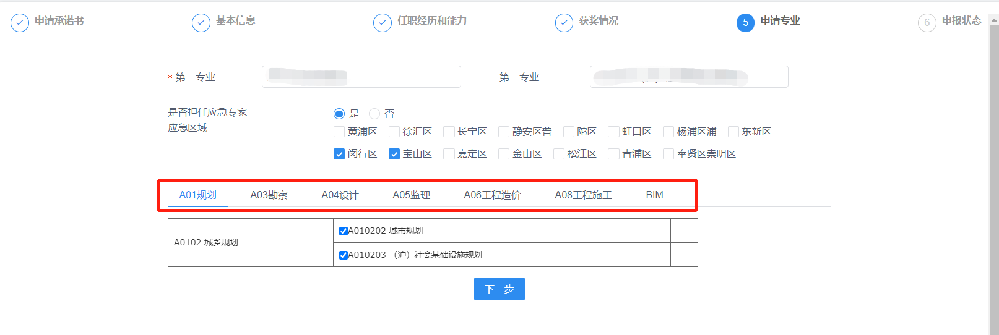 申请承诺书 基本信息 任职经历和能力 获奖情况 5 申请专业 6 申报状态
* 第一专业 第二专业
是否担任应急专家 是 否
应急区域 黄浦区 徐汇区 长宁区 静安区普 陀区 虹口区 杨浦区浦 东新区
闵行区 宝山区 嘉定区 金山区 松江区 青浦区 奉贤区崇明区
A01规划 A03勘察 A04设计 A05监理 A06工程造价 A08工程施工 BIM
A0102 城乡规划
A010202 城市规划
A010203 （沪）社会基础设施规划
下一步